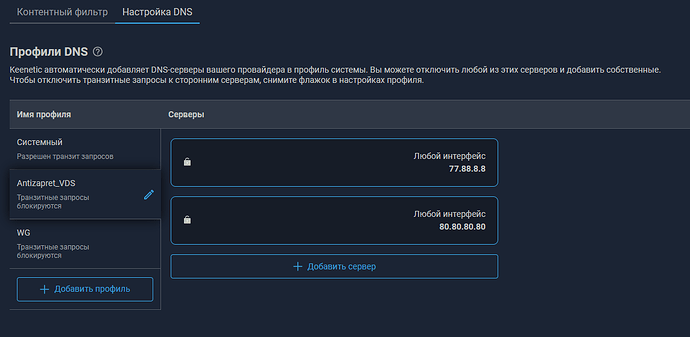 Контентный фильтр
Настройка DNS
Профили DNS
Keenetic автоматически добавляет DNS-серверы вашего провайдера в профиль системы. Вы можете отключить любой из этих серверов и добавить собственные.
Чтобы отключить транзитные запросы к сторонним серверам, снимите флажок в настройках профиля.
Имя профиля
Серверы
Системный
Разрешен транзит запросов
Antizapret_VDS
Транзитные запросы
блокируются
WG
Транзитные запросы
блокируются
Добавить профиль
Любой интерфейс
77.88.8.8
Любой интерфейс
80.80.80.80
Добавить сервер